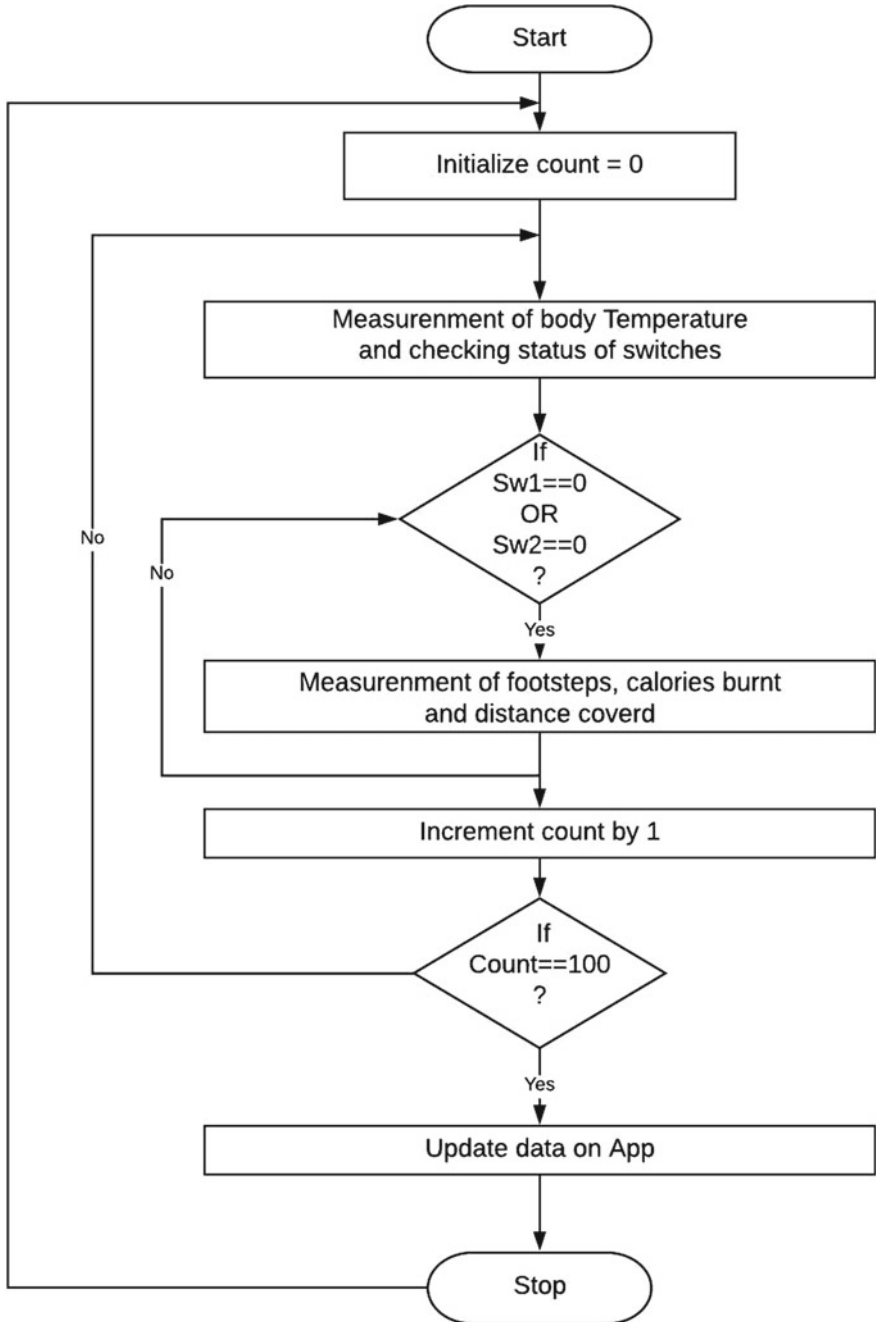 Start
Initialize count = 0
Measurenment of body Temperature
and checking status of switches
If
Sw1==0
OR
Sw2==0
?
No
No
Yes
Measurenment of footsteps, calories burnt
and distance coverd
Increment count by 1
If
Count==100
?
Yes
Update data on App
Stop